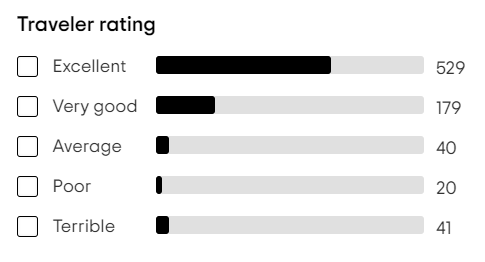 Traveler rating
Excellent 529
Very good 179
Average 40
Poor 20
Terrible 41